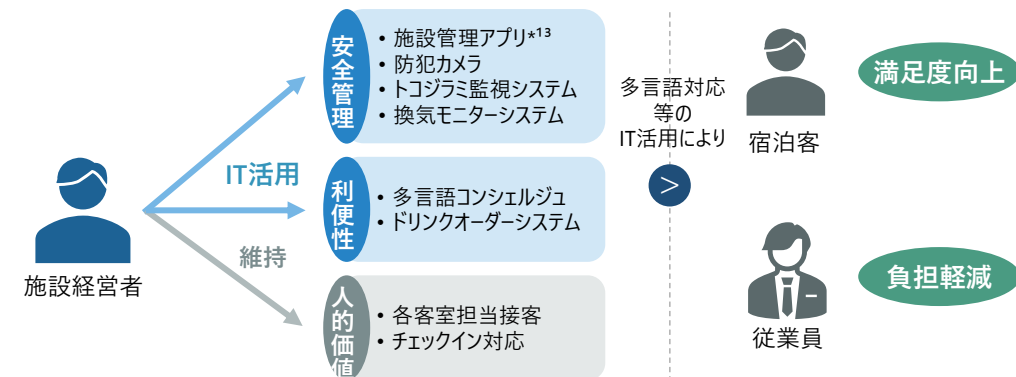 施設経営者
IT活用
維持
安全管理
• 施設管理アプリ*13
• 防犯カメラ
• トコジラミ監視システム
• 換気モニターシステム
利便性
• 多言語コンシェルジュ
• ドリンクオーダーシステム
人的価値
• 各客室担当接客
• チェックイン対応
多言語対応
等の
IT活用により
>
宿泊客
満足度向上
従業員
負担軽減